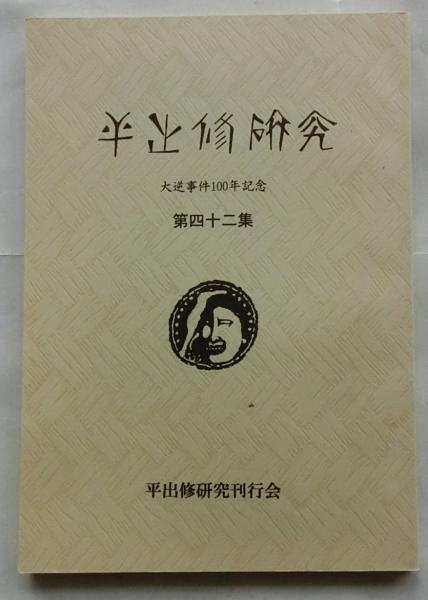 平出修研究
大逆事件100年記念
第四十二集
平出修研究刊行会